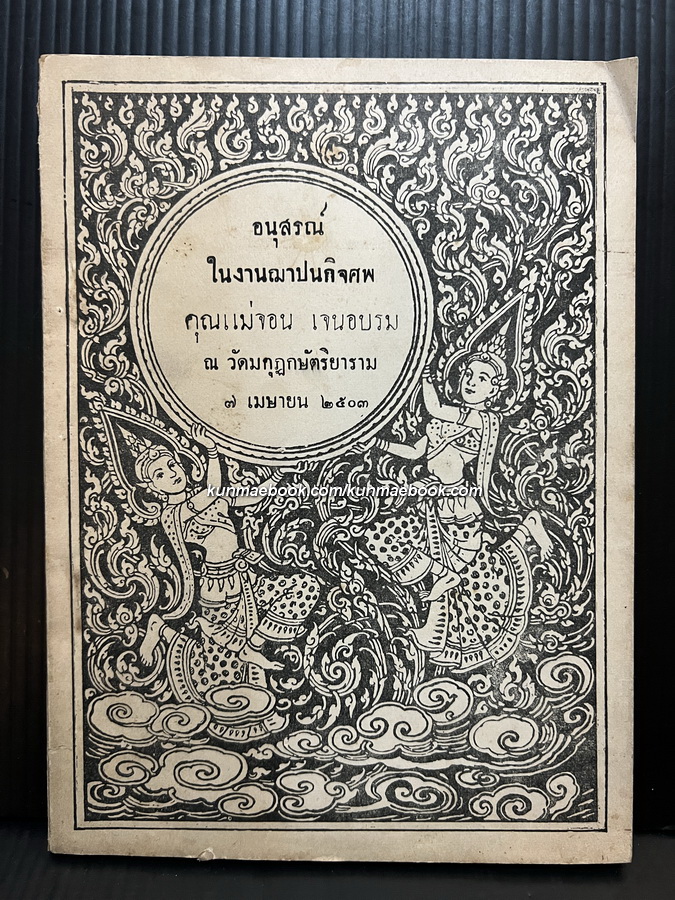 อนุสรณ์
ในงานฌาปนกิจศพ
คุณแม่จอน เจนอบรม
ณ วัดมกุฏกษัตริยาราม
๗ เมษายน ๒๕๐๓
kunmaebook.com/kunmaebook.com